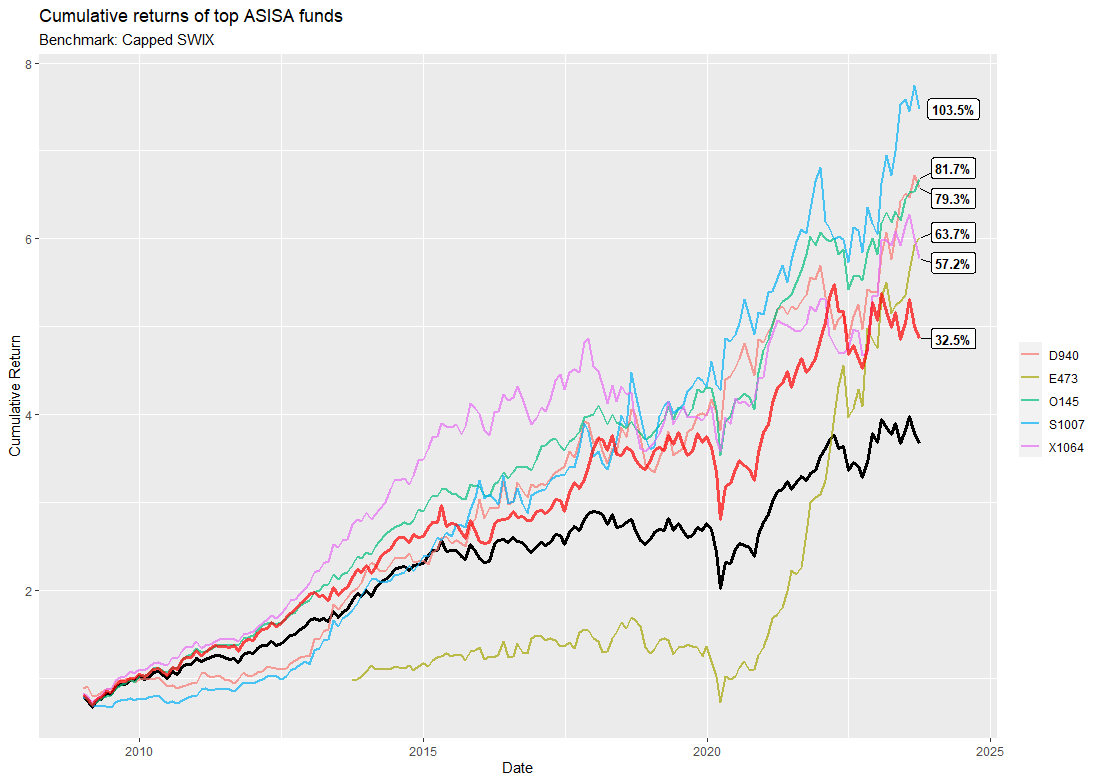 Cumulative returns of top ASISA funds
Benchmark: Capped SWIX
8
6
4
2
Cumulative Return
103.5%
81.7%
79.3%
63.7%
57.2%
32.5%
D940
E473
O145
S1007
X1064
2010
2015
2020
2025
Date